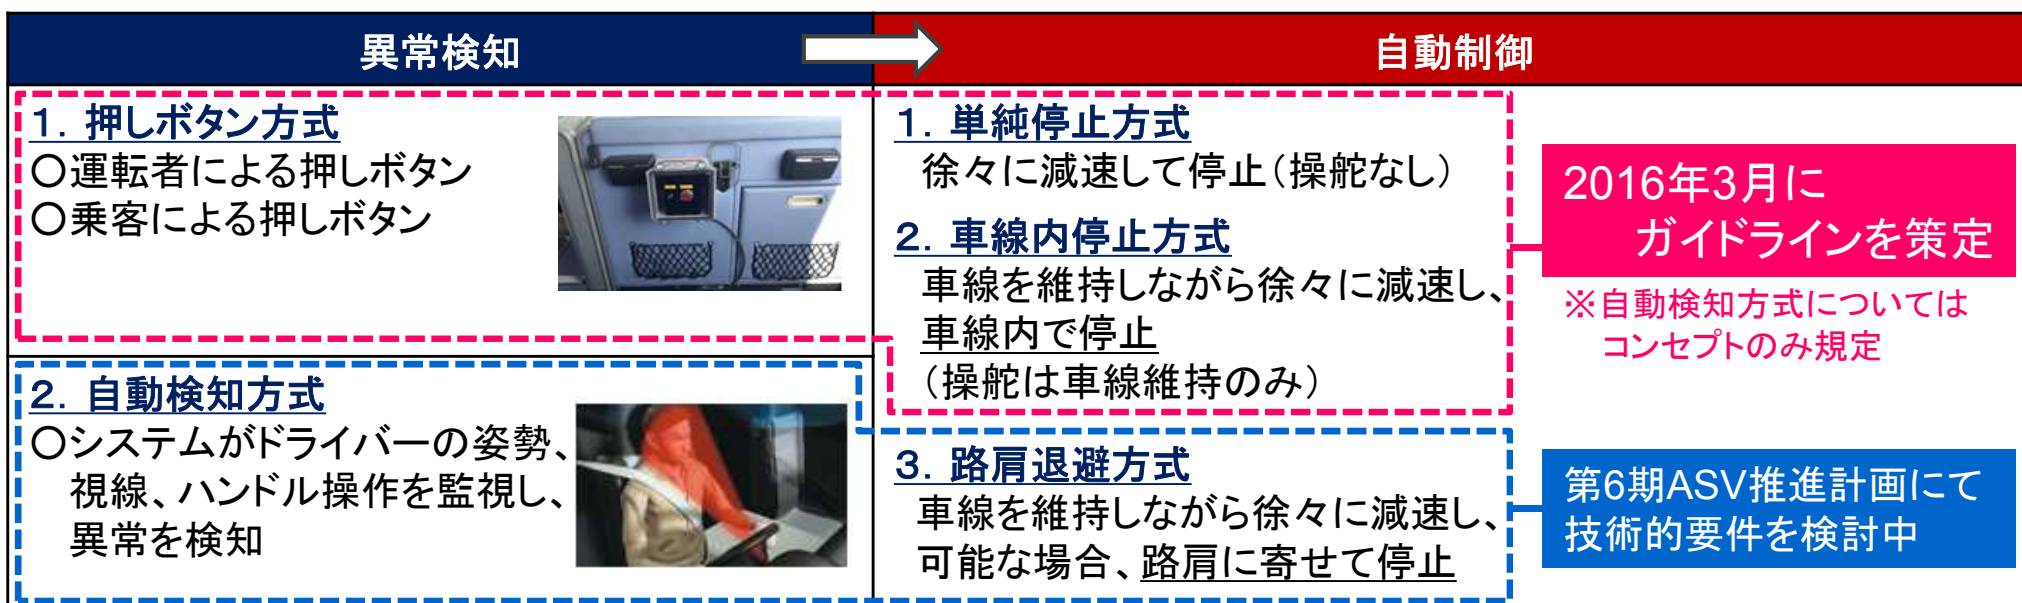 異常検知
自動制御
１．押しボタン方式
○運転者による押しボタン
○乗客による押しボタン
２．自動検知方式
○システムがドライバーの姿勢、
視線、ハンドル操作を監視し、
異常を検知
１．単純停止方式
徐々に減速して停止（操舵なし）
２．車線内停止方式
車線を維持しながら徐々に減速し、
車線内で停止
（操舵は車線維持のみ）
３．路肩退避方式
車線を維持しながら徐々に減速し、
可能な場合、路肩に寄せて停止
2016年3月に
ガイドラインを策定
※自動検知方式については
コンセプトのみ規定
第6期ASV推進計画にて
技術的要件を検討中